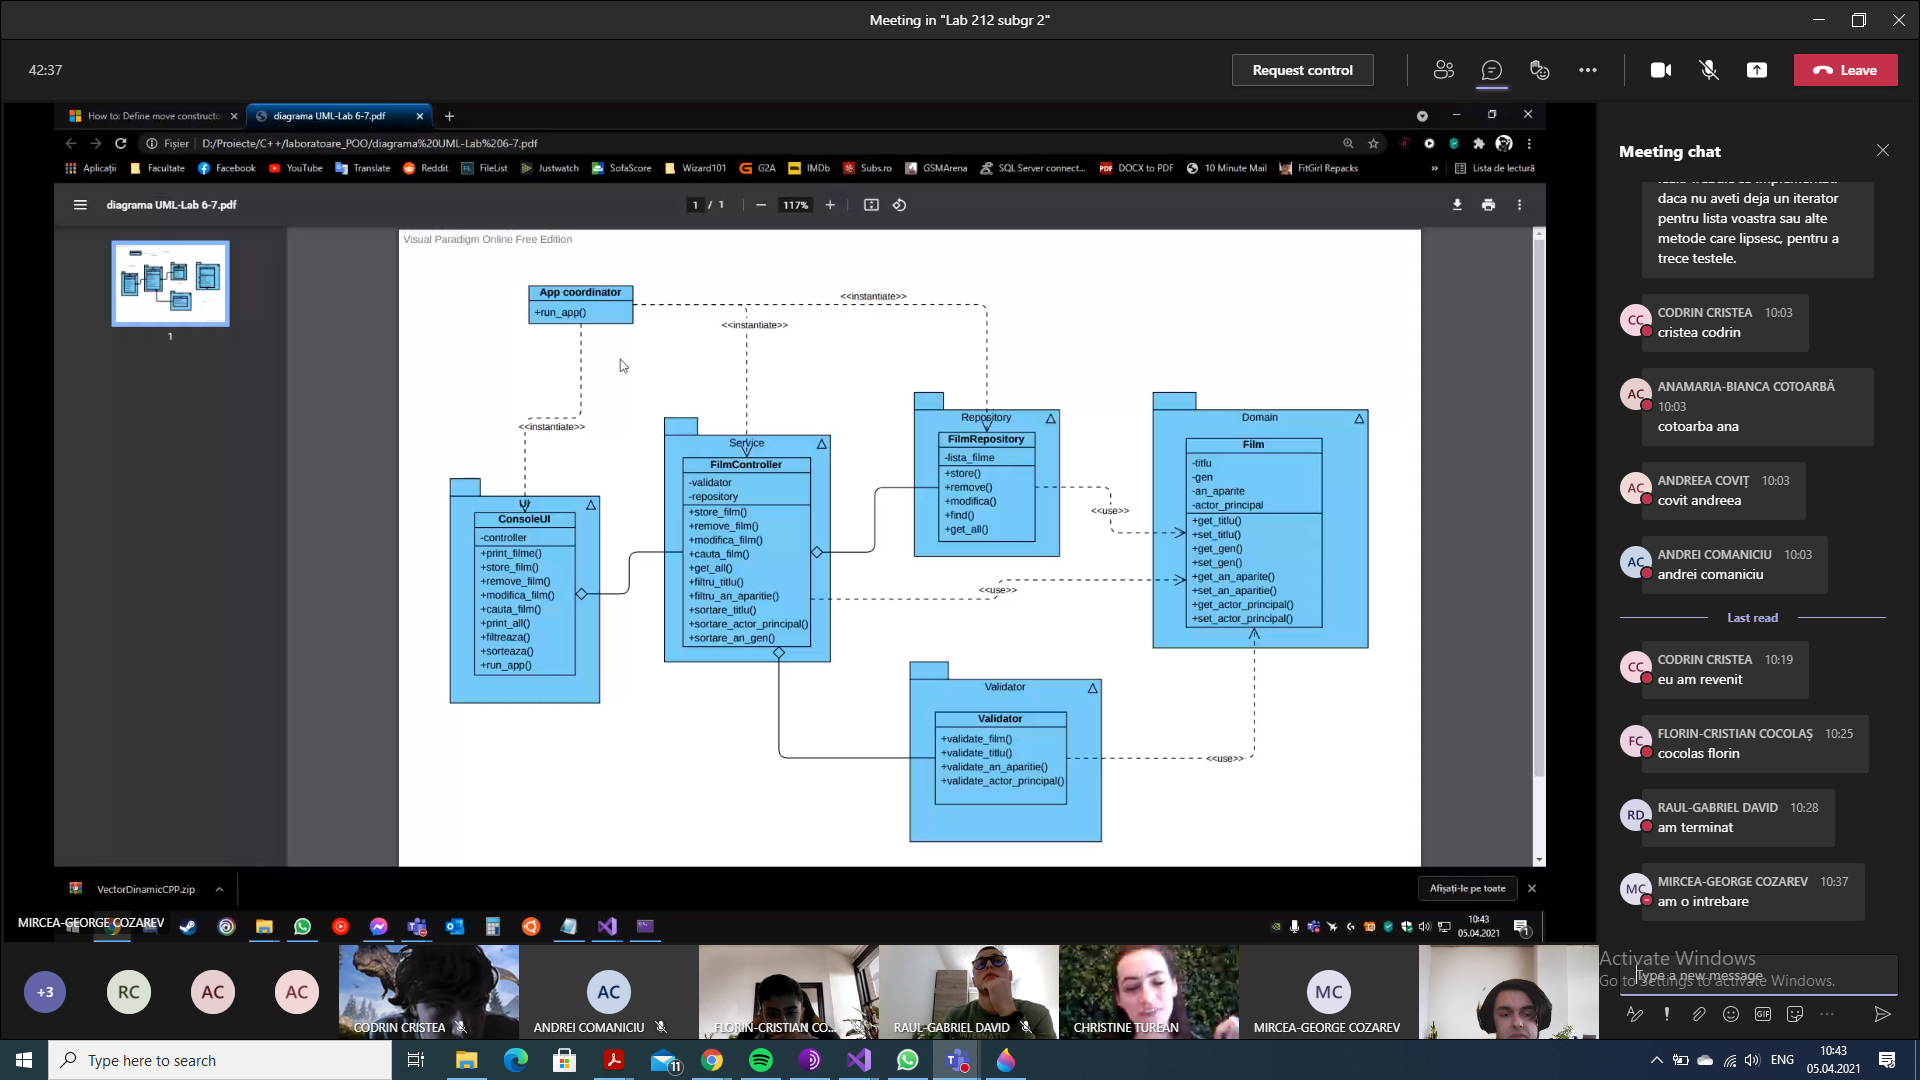 Meeting in "Lab 212 subgr 2"
42:37
Request control
Leave
How to: Define move constructo
diagrama UML-Lab 6-7.pdf
Fișier
D:/Proiecte/C++/laboratoare_POO/diagrama%20UML-Lab%206-7.pdf
Aplicații
Facultate
Facebook
YouTube
Translate
Reddit
FileList
Justwatch
SofaScore
Wizard101
G2A
IMDb
Subs.ro
GSMArena
SQL Server connect...
DOCX to PDF
10 Minute Mail
FitGirl Repacks
»
Lista de lectură
diagrama UML-Lab 6-7.pdf
1 / 1
117%
1
Visual Paradigm Online Free Edition
App coordinator
+run_app()
<<instantiate>>
<<instantiate>>
<<instantiate>>
UI
ConsoleUI
-controller
+print_filme()
+store_film()
+remove_film()
+modifica_film()
+cauta_film()
+print_all()
+filtreaza()
+sorteaza()
+run_app()
Service
FilmController
-validator
-repository
+store_film()
+remove_film()
+modifica_film()
+cauta_film()
+get_all()
+filtru_titlu()
+filtru_an_aparitie()
+sortare_titlu()
+sortare_actor_principal()
+sortare_an_gen()
Repository
FilmRepository
-lista_filme
+store()
+remove()
+modifica()
+find()
+get_all()
<<use>>
<<use>>
Domain
Film
-titlu
-gen
-an_aparite
-actor_principal
+get_titlu()
+set_titlu()
+get_gen()
+set_gen()
+get_an_aparite()
+set_an_aparitie()
+get_actor_principal()
+set_actor_principal()
Validator
Validator
+validate_film()
+validate_titlu()
+validate_an_aparitie()
+validate_actor_principal()
<<use>>
VectorDinamicCPP.zip
Afișați-le pe toate
MIRCEA-GEORGE COZAREV
10:43
05.04.2021
1
Meeting chat
daca nu aveti deja un iterator
pentru lista voastra sau alte
metode care lipsesc, pentru a
trece testele.
CC
CODRIN CRISTEA 10:03
cristea codrin
AC
ANAMARIA-BIANCA COTOARBĂ
10:03
cotoarba ana
AC
ANDREEA COVIȚ 10:03
covit andreea
AC
ANDREI COMANICIU 10:03
andrei comaniciu
Last read
CC
CODRIN CRISTEA 10:19
eu am revenit
FC
FLORIN-CRISTIAN COCOLAȘ 10:25
cocolas florin
RD
RAUL-GABRIEL DAVID 10:28
am terminat
MC
MIRCEA-GEORGE COZAREV 10:37
am o intrebare
Activate Windows
Go to Settings to activate Windows.
Type a new message
GIF
+3
RC
AC
AC
CODRIN CRISTEA
AC
ANDREI COMANICIU
FLORIN-CRISTIAN CO...
RAUL-GABRIEL DAVID
CHRISTINE TUREAN
MC
MIRCEA-GEORGE COZAREV
Type here to search
11
ENG
10:43
05.04.2021